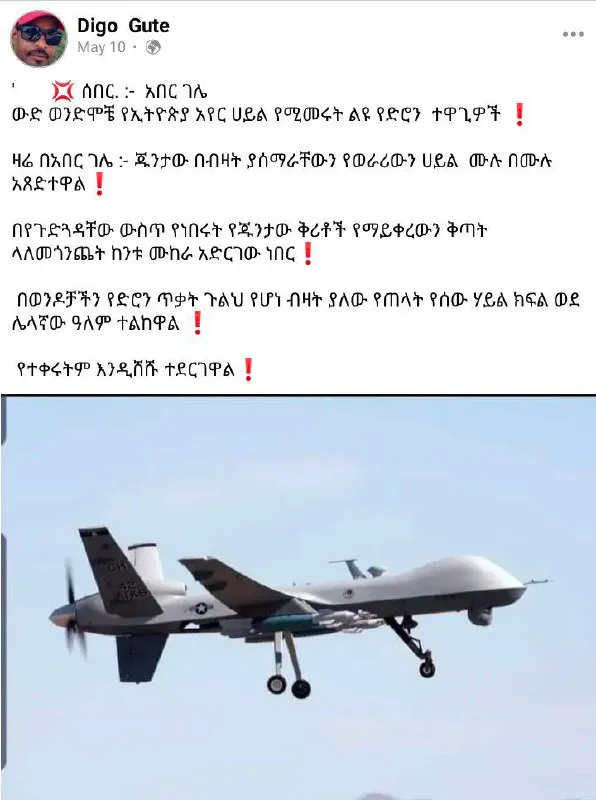 Digo Gute
May 10
' 💢 ሰበር. :- አበር ገሌ
ውድ ወንድሞቼ የኢትዮጵያ አየር ሀይል የሚመሩት ልዩ የድሮን ተዋጊዎች ❗
ዛሬ በአበር ገሌ :- ጁንታው በብዛት ያሰማራቸውን የወራሪውን ሀይል ሙሉ በሙሉ
አጸድተዋል❗
በየጉድጓዳቸው ውስጥ የነበሩት የጁንታው ቅሪቶች የማይቀረውን ቅጣት
ላለመጎንጨት ከንቱ ሙከራ አድርገው ነበር❗
በወንዶቻችን የድሮን ጥቃት ጉልህ የሆነ ብዛት ያለው የጠላት የሰው ሃይል ክፍል ወደ
ሌላኛው ዓለም ተልከዋል ❗
የተቀሩትም እንዲሸሹ ተደርገዋል❗
CH